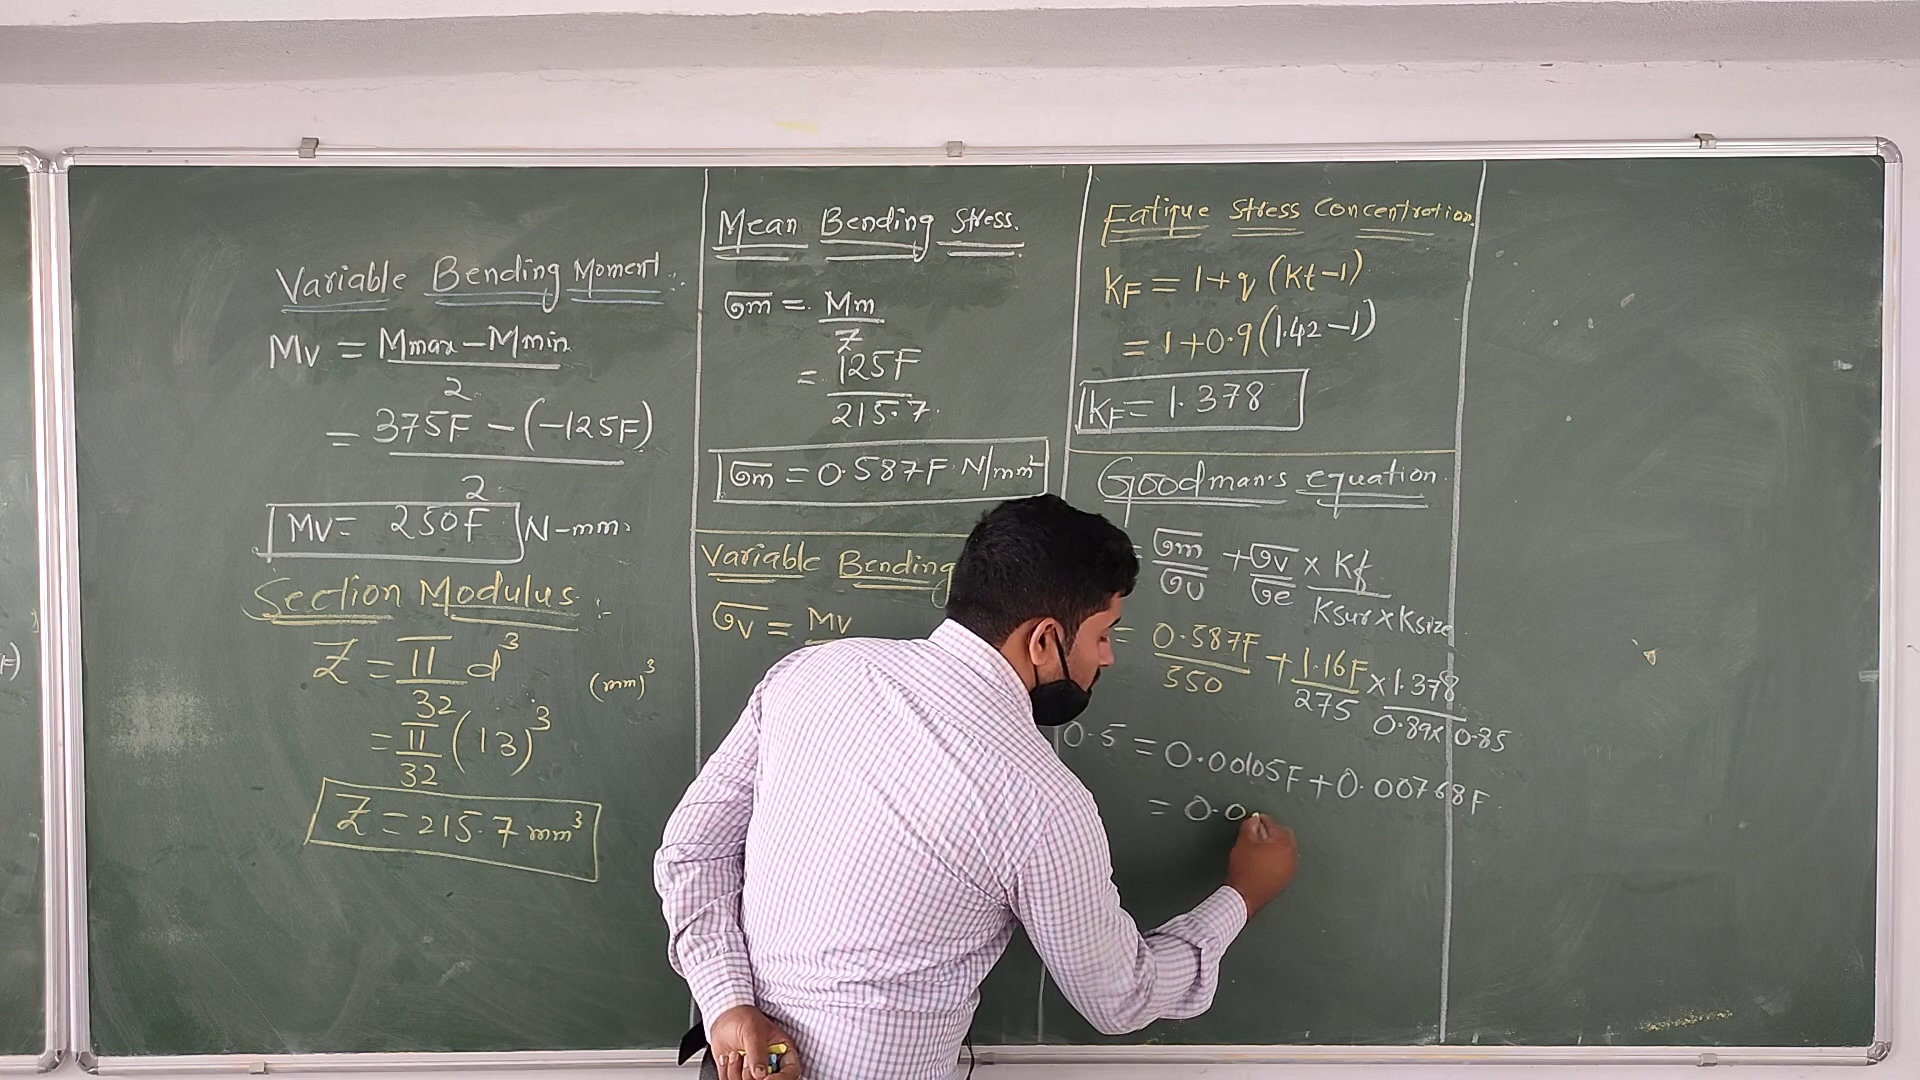 F)
Variable Bending Moment :-
Mv = Mmax - Mmin
2
= 375F - (-125F)
2
Mv = 250F N-mm.
Section Modulus :-
Z = π d³
32
(mm)³
= π (13)³
32
Z = 215.7 mm³
Mean Bending Stress.
σm = Mm
Z
= 125F
215.7.
σm = 0.587F N/mm²
Variable Bending
σv = Mv
Fatique Stress Concentration
KF = 1+q (Kt-1)
= 1+0.9 (1.42-1)
KF = 1.378
Goodman's equation
= σm + σv × Kf
σu σe Ksur × Ksize
= 0.587F + 1.16F × 1.378
550 275 0.89 × 0.85
0.5 = 0.00105F + 0.00768F
= 0.0